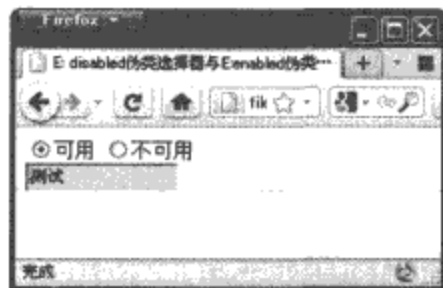 Firefox
E: disabled伪类选择器与E:enabled伪类…
fik
可用 不可用
测试
完成